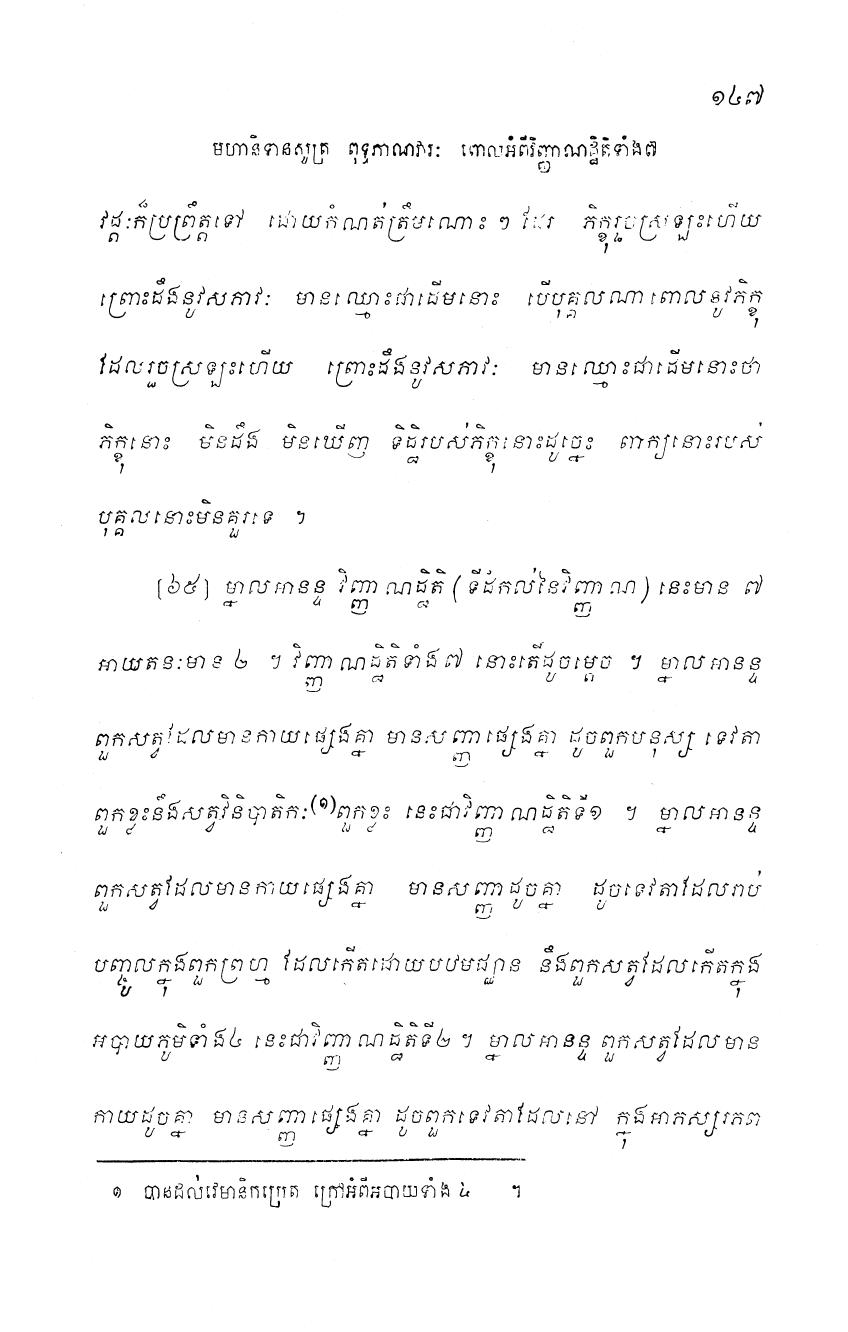 ១៤៧
មហានិទានសូត្រ ពុទ្ធភាណវារៈ ពោលអំពីវិញ្ញាណដ្ឋិតិទាំង៧
វដ្តៈក៏ប្រព្រឹត្តទៅ ដោយកំណត់ត្រឹមណោះ ៗ ដែរ ភិក្ខុរួចស្រឡះហើយ
ព្រោះដឹងនូវសភាវៈ មានឈ្មោះជាដើមនោះ បើបុគ្គលណាពោលនូវភិក្ខុ
ដែលរួចស្រឡះហើយ ព្រោះដឹងនូវសភាវៈ មានឈ្មោះជាដើមនោះថា
ភិក្ខុនោះ មិនដឹង មិនឃើញ ទិដ្ឋិរបស់ភិក្ខុនោះដូច្នេះ ពាក្យនោះរបស់
បុគ្គលនោះមិនគួរទេ ។
[៦៥] ម្នាលអានន្ទ វិញ្ញាណដ្ឋិតិ (ទីដំកល់នៃវិញ្ញាណ) នេះមាន ៧
អាយតនៈមាន ២ ។ វិញ្ញាណដ្ឋិតិទាំង៧ នោះតើដូចម្តេច ។ ម្នាលអានន្ទ
ពួកសត្វដែលមានកាយផ្សេងគ្នា មានសញ្ញាផ្សេងគ្នា ដូចពួកមនុស្ស ទេវតា
ពួកខ្លះនឹងសត្វវិនិបាតិកៈ(១)ពួកខ្លះ នេះជាវិញ្ញាណដ្ឋិតិទី១ ។ ម្នាលអានន្ទ
ពួកសត្វដែលមានកាយផ្សេងគ្នា មានសញ្ញាដូចគ្នា ដូចទេវតាដែលរាប់
បញ្ចូលក្នុងពួកព្រហ្ម ដែលកើតដោយបឋមជ្ឈាន នឹងពួកសត្វដែលកើតក្នុង
អបាយភូមិទាំង៤ នេះជាវិញ្ញាណដ្ឋិតិទី២ ។ ម្នាលអានន្ទ ពួកសត្វដែលមាន
កាយដូចគ្នា មានសញ្ញាផ្សេងគ្នា ដូចពួកទេវតាដែលនៅ ក្នុងអាភស្សរភព
១ បានដល់វេមានិកប្រេត ក្រៅអំពីអបាយទាំង ៤ ។